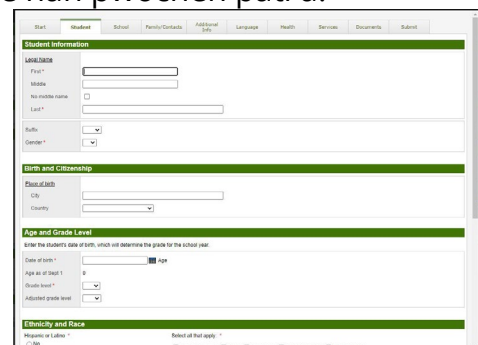 nan pwochen paj la.
Start Student School Family/Contacts Additional Info Language Health Services Documents Submit
Student Information
Legal Name
First *
Middle
No middle name
Last *
Suffix
Gender *
Birth and Citizenship
Place of birth
City
Country
Age and Grade Level
Enter the student's date of birth, which will determine the grade for the school year.
Date of birth * Age
Age as of Sept 1 0
Grade level *
Adjusted grade level
Ethnicity and Race
Hispanic or Latino * Select all that apply *
No